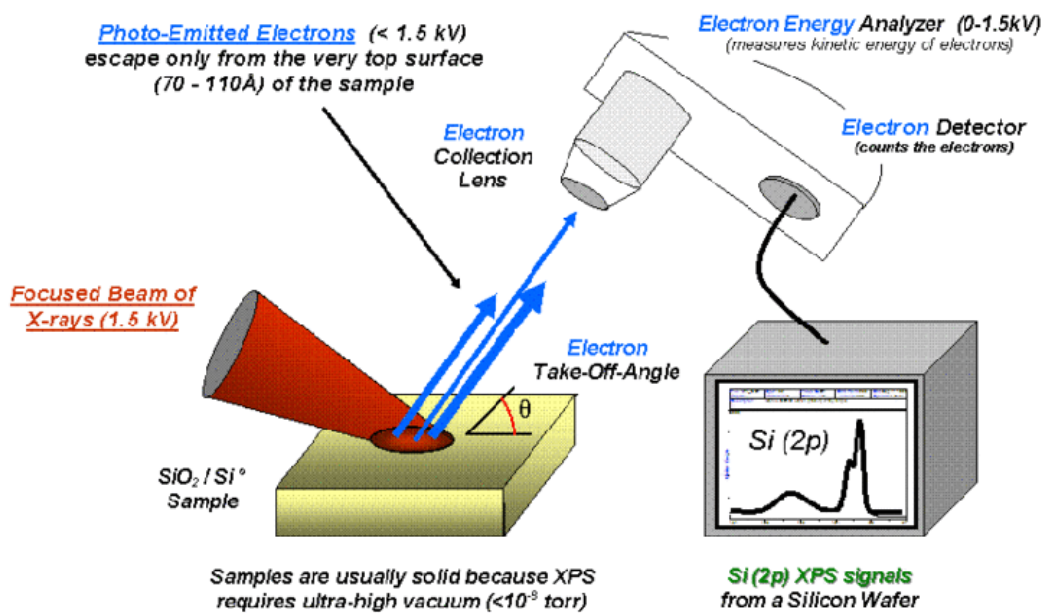 Photo-Emitted Electrons (< 1.5 kV)
escape only from the very top surface
(70 - 110Å) of the sample
Electron Energy Analyzer (0-1.5kV)
(measures kinetic energy of electrons)
Electron
Collection
Lens
Electron Detector
(counts the electrons)
Focused Beam of
X-rays (1.5 kV)
Electron
Take-Off-Angle
θ
SiO₂ / Si°
Sample
Si (2p)
Samples are usually solid because XPS
requires ultra-high vacuum (<10⁻⁸ torr)
Si (2p) XPS signals
from a Silicon Wafer